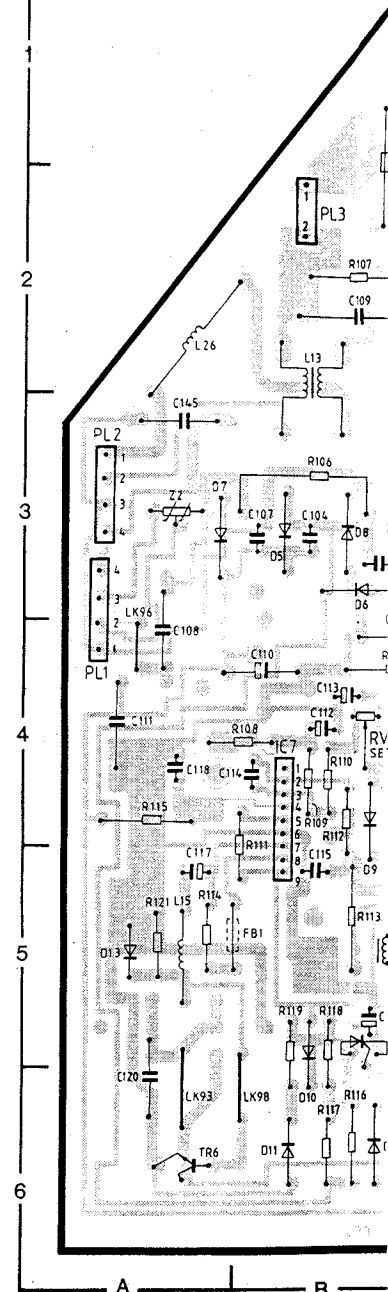 1
1
PL3
2
R107
2
C109
L26
L13
C145
PL2
1
2
3
4
R106
3
Z2
D7
C107
C104
D5
D8
D6
4
3
2
1
LK96
C108
PL1
C110
C113
C112
C111
4
R108
IC7
RV
SET
C118
C114
R110
1
2
3
4
5
6
7
8
9
R115
R109
R112
R111
D9
C117
C115
R121
L15
R114
FB1
R113
5
D13
R119
R118
C
C120
LK93
LK98
D10
R117
R116
TR6
D11
D
6
A
B